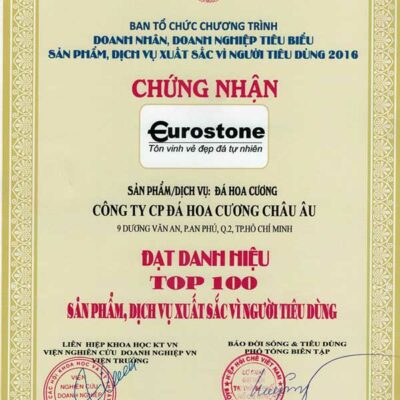 BAN TỔ CHỨC CHƯƠNG TRÌNH
DOANH NHÂN, DOANH NGHIỆP TIÊU BIỂU
SẢN PHẨM, DỊCH VỤ XUẤT SẮC VÌ NGƯỜI TIÊU DÙNG 2016
CHỨNG NHẬN
Eurostone
Tôn vinh vẻ đẹp đá tự nhiên
SẢN PHẨM/DỊCH VỤ: ĐÁ HOA CƯƠNG
CÔNG TY CP ĐÁ HOA CƯƠNG CHÂU ÂU
9 DƯƠNG VĂN AN, P.AN PHÚ, Q.2, TP.HỒ CHÍ MINH
ĐẠT DANH HIỆU
TOP 100
SẢN PHẨM, DỊCH VỤ XUẤT SẮC VÌ NGƯỜI TIÊU DÙNG
LIÊN HIỆP KHOA HỌC KT VN
VIỆN NGHIÊN CỨU DOANH NGHIỆP VN
VIỆN TRƯỞNG
BÁO ĐỜI SỐNG & TIÊU DÙNG
PHÓ TỔNG BIÊN TẬP
VIỆN
NGHIÊN CỨU
DOANH NGHIỆP